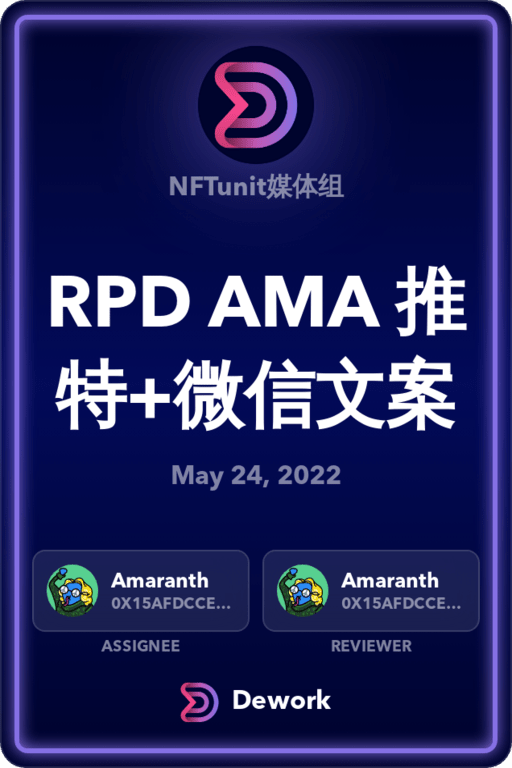 NFTunit媒体组
RPD AMA 推
特+微信文案
May 24, 2022
Amaranth
0X15AFDCCE...
ASSIGNEE
Amaranth
0X15AFDCCE...
REVIEWER
Dework